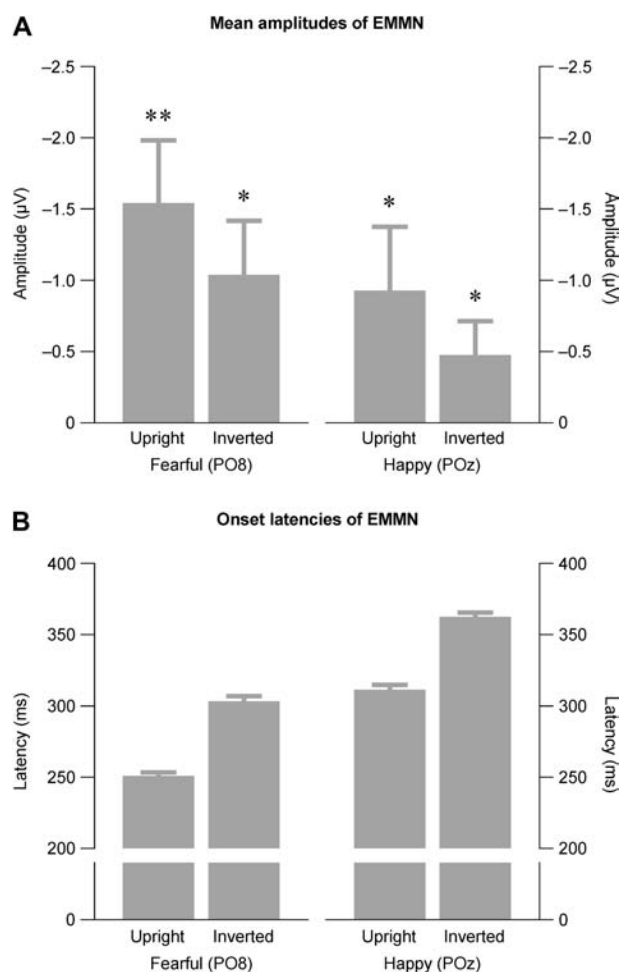 A
Mean amplitudes of EMMN
–2.5 –2.5
–2.0 –2.0
–1.5 –1.5
–1.0 –1.0
–0.5 –0.5
0 0
Amplitude (µV)
Amplitude (µV)
** * * *
Upright Inverted Upright Inverted
Fearful (PO8) Happy (POz)
B
Onset latencies of EMMN
400 400
350 350
300 300
250 250
200 200
0 0
Latency (ms)
Latency (ms)
Upright Inverted Upright Inverted
Fearful (PO8) Happy (POz)